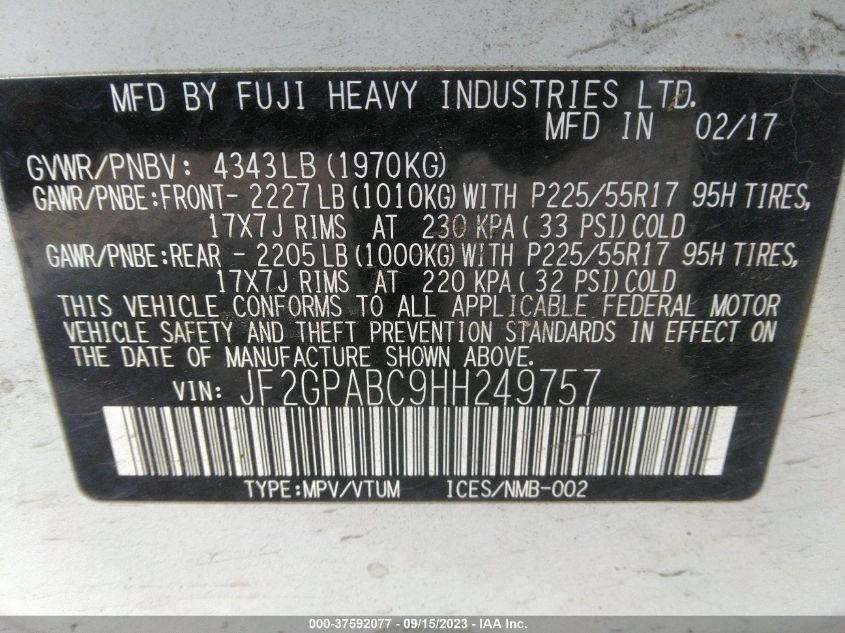 MFD BY FUJI HEAVY INDUSTRIES LTD.
MFD IN 02/17
GVWR/PNBV: 4343LB (1970KG)
GAWR/PNBE:FRONT- 2227 LB (1010KG) WITH P225/55R17 95H TIRES,
17X7J RIMS AT 230 KPA ( 33 PSI) COLD
GAWR/PNBE:REAR - 2205 LB (1000KG) WITH P225/55R17 95H TIRES,
17X7J RIMS AT 220 KPA ( 32 PSI) COLD
THIS VEHICLE CONFORMS TO ALL APPLICABLE FEDERAL MOTOR
VEHICLE SAFETY AND THEFT PREVENTION STANDARDS IN EFFECT ON
THE DATE OF MANUFACTURE SHOWN ABOVE.
VIN: JF2GPABC9HH249757
TYPE:MPV/VTUM ICES/NMB-002
000-37592077 - 09/15/2023 - IAA Inc.